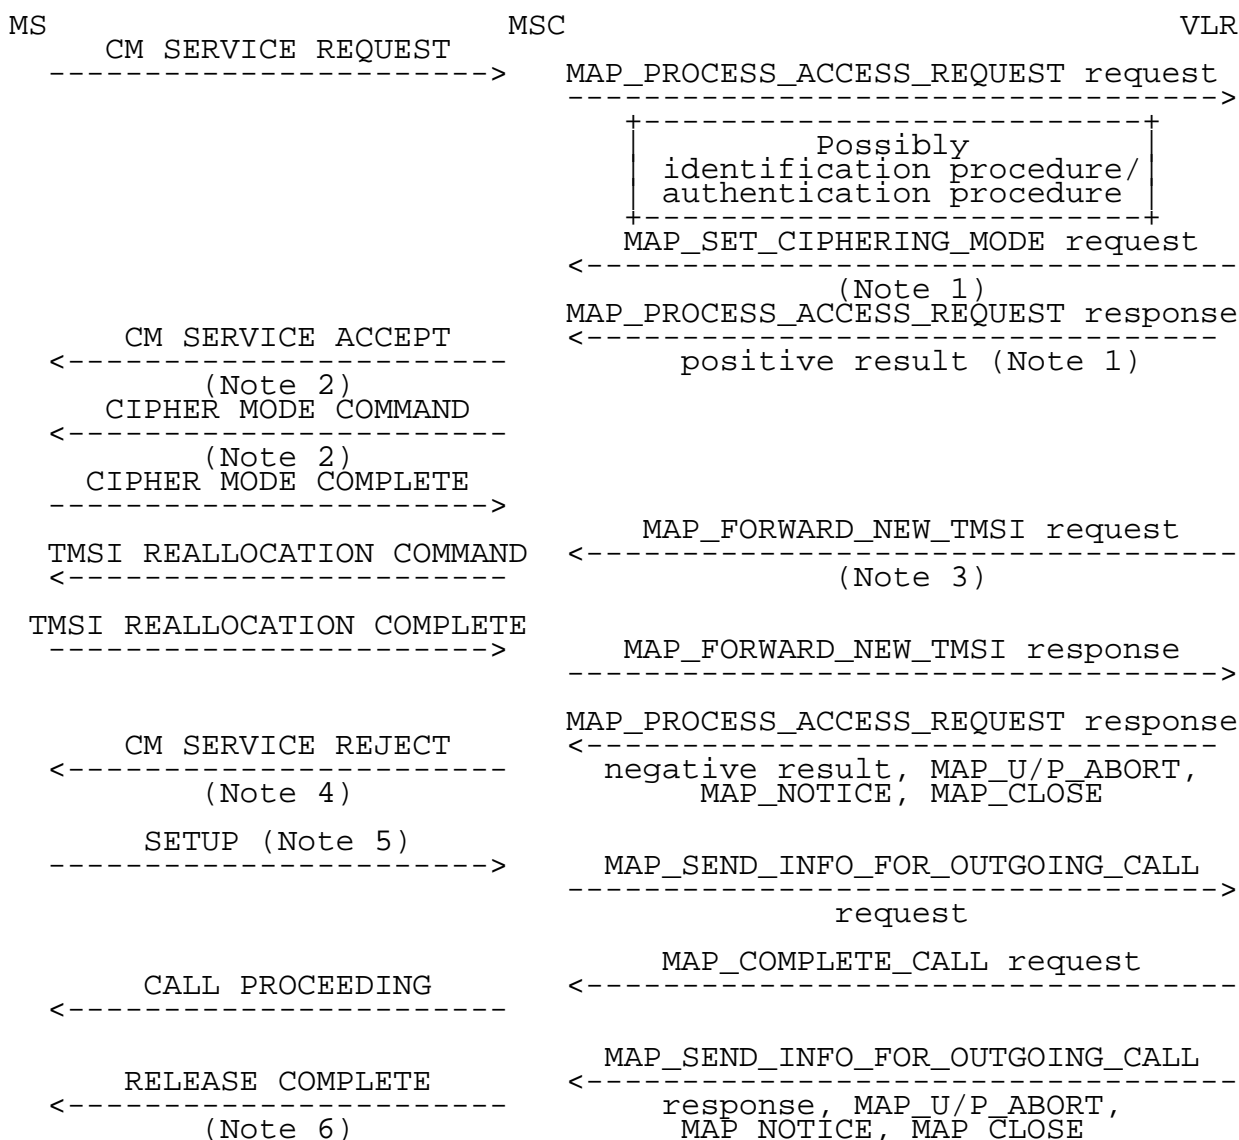 MS MSC VLR
CM SERVICE REQUEST
-----------------------> MAP_PROCESS_ACCESS_REQUEST request
---------------------------------->
+--------------------------+
| Possibly |
| identification procedure/|
| authentication procedure |
+--------------------------+
MAP_SET_CIPHERING_MODE request
<----------------------------------
(Note 1)
MAP_PROCESS_ACCESS_REQUEST response
CM SERVICE ACCEPT <---------------------------------
<----------------------- positive result (Note 1)
(Note 2)
CIPHER MODE COMMAND
<-----------------------
(Note 2)
CIPHER MODE COMPLETE
----------------------->
MAP_FORWARD_NEW_TMSI request
TMSI REALLOCATION COMMAND <----------------------------------
<----------------------- (Note 3)
TMSI REALLOCATION COMPLETE
-----------------------> MAP_FORWARD_NEW_TMSI response
---------------------------------->
MAP_PROCESS_ACCESS_REQUEST response
CM SERVICE REJECT <---------------------------------
<----------------------- negative result, MAP_U/P_ABORT,
(Note 4) MAP_NOTICE, MAP_CLOSE
SETUP (Note 5)
-----------------------> MAP_SEND_INFO_FOR_OUTGOING_CALL
---------------------------------->
request
MAP_COMPLETE_CALL request
CALL PROCEEDING <----------------------------------
<-----------------------
MAP_SEND_INFO_FOR_OUTGOING_CALL
RELEASE COMPLETE <----------------------------------
<----------------------- response, MAP_U/P_ABORT,
(Note 6) MAP_NOTICE, MAP_CLOSE